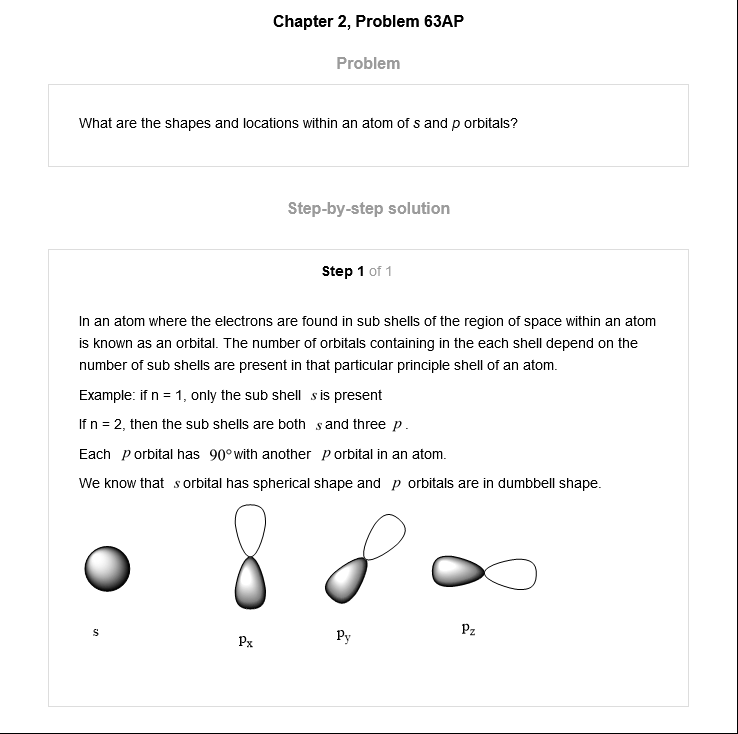 Chapter 2, Problem 63AP
Problem
What are the shapes and locations within an atom of s and p orbitals?
Step-by-step solution
Step 1 of 1
In an atom where the electrons are found in sub shells of the region of space within an atom
is known as an orbital. The number of orbitals containing in the each shell depend on the
number of sub shells are present in that particular principle shell of an atom.
Example: if n = 1, only the sub shell s is present
If n = 2, then the sub shells are both s and three p.
Each p orbital has 90° with another p orbital in an atom.
We know that s orbital has spherical shape and p orbitals are in dumbbell shape.
s px py pz